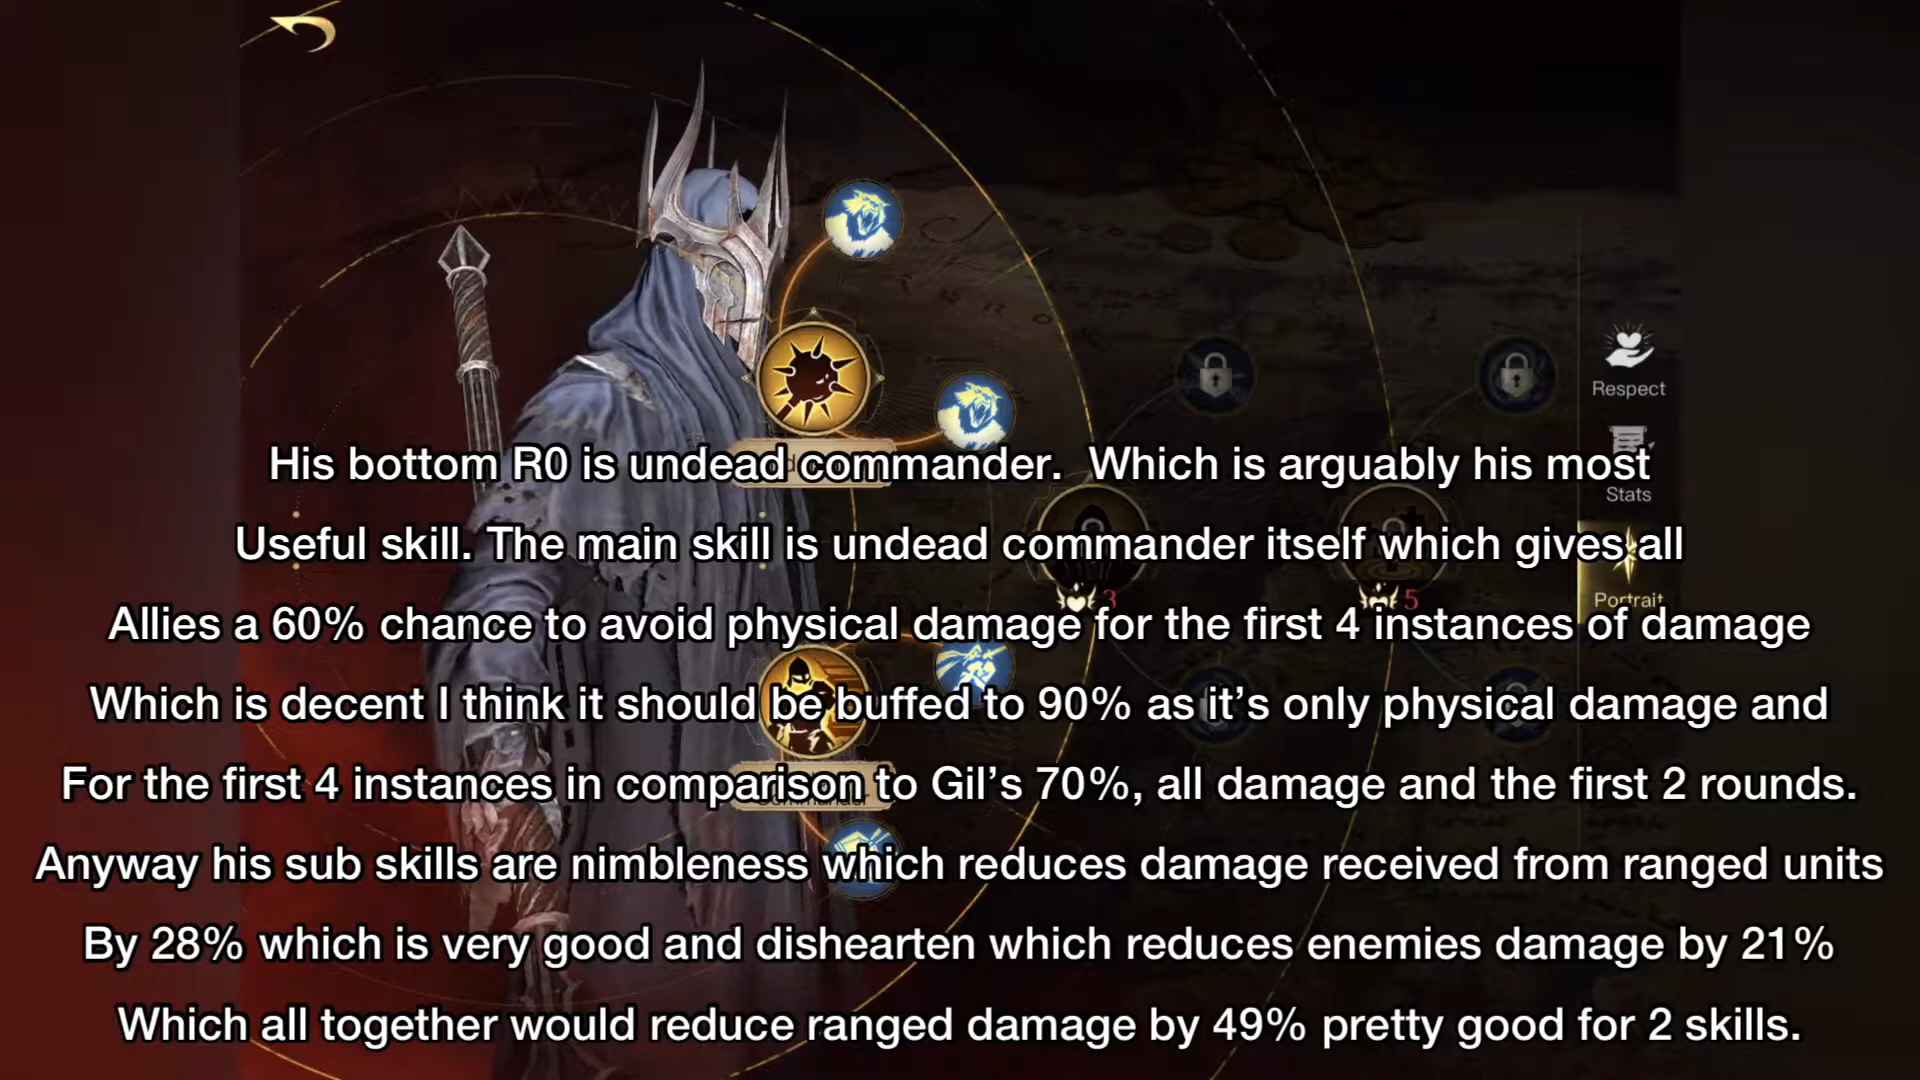 Respect
His bottom R0 is undead commander.  Which is arguably his most
Stats
Useful skill. The main skill is undead commander itself which gives all
3
5
Portrait
Allies a 60% chance to avoid physical damage for the first 4 instances of damage
Which is decent I think it should be buffed to 90% as it’s only physical damage and
For the first 4 instances in comparison to Gil’s 70%, all damage and the first 2 rounds.
Commander
Anyway his sub skills are nimbleness which reduces damage received from ranged units
By 28% which is very good and dishearten which reduces enemies damage by 21%
Which all together would reduce ranged damage by 49% pretty good for 2 skills.